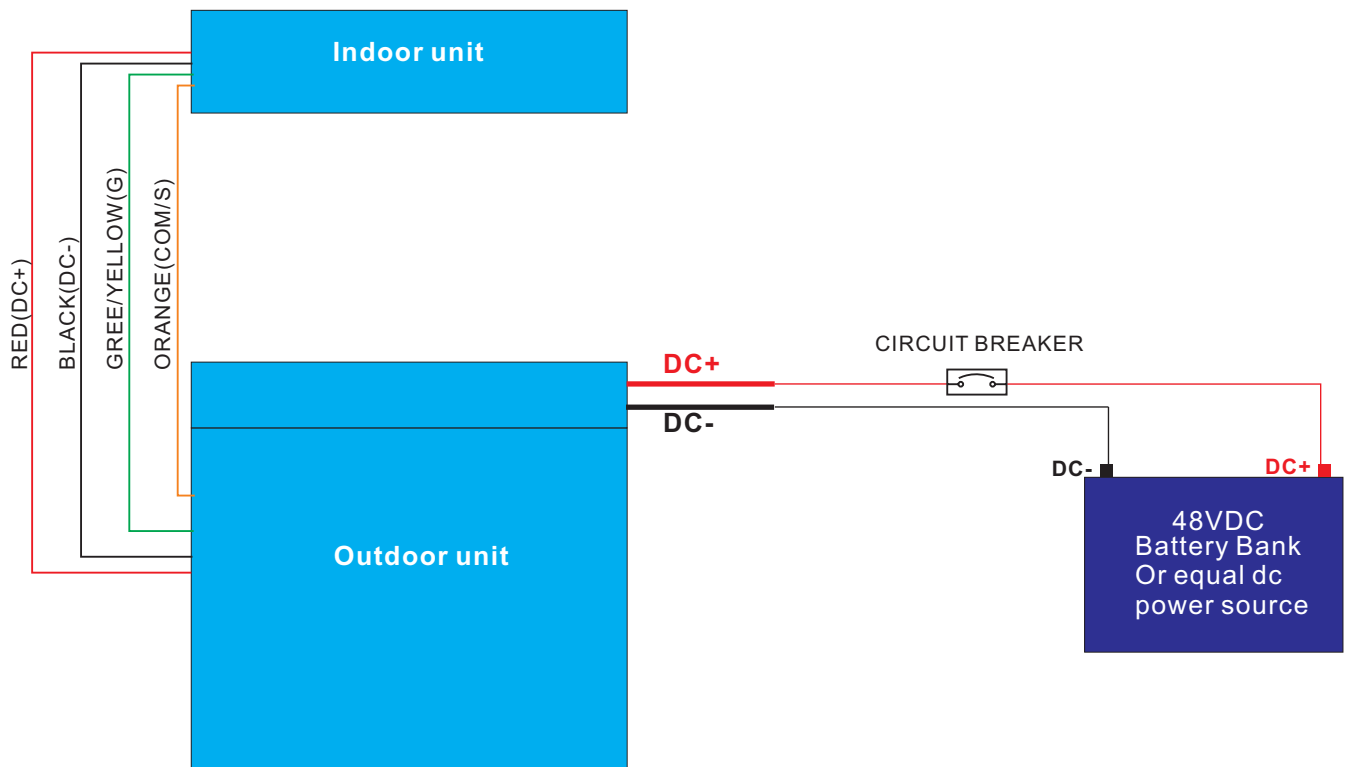 Indoor unit
RED(DC+)
BLACK(DC-)
GREE/YELLOW(G)
ORANGE(COM/S)
DC+
DC-
CIRCUIT BREAKER
DC-
DC+
Outdoor unit
48VDC
Battery Bank
Or equal dc
power source